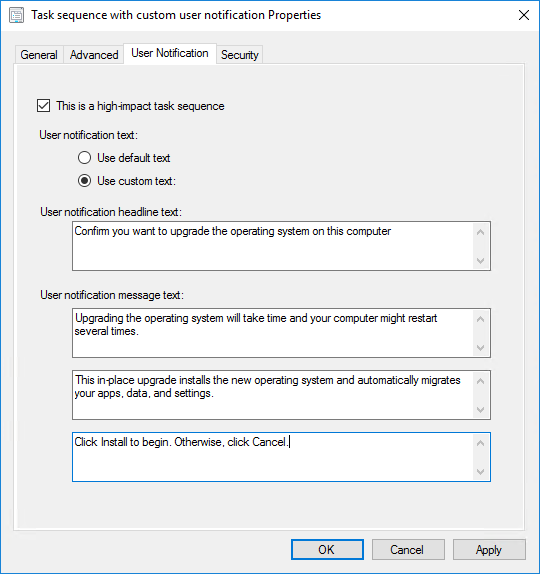 Task sequence with custom user notification Properties
General Advanced User Notification Security
This is a high-impact task sequence
User notification text:
Use default text
Use custom text:
User notification headline text:
Confirm you want to upgrade the operating system on this computer
User notification message text:
Upgrading the operating system will take time and your computer might restart
several times.
This in-place upgrade installs the new operating system and automatically migrates
your apps, data, and settings.
Click Install to begin. Otherwise, click Cancel.
OK Cancel Apply